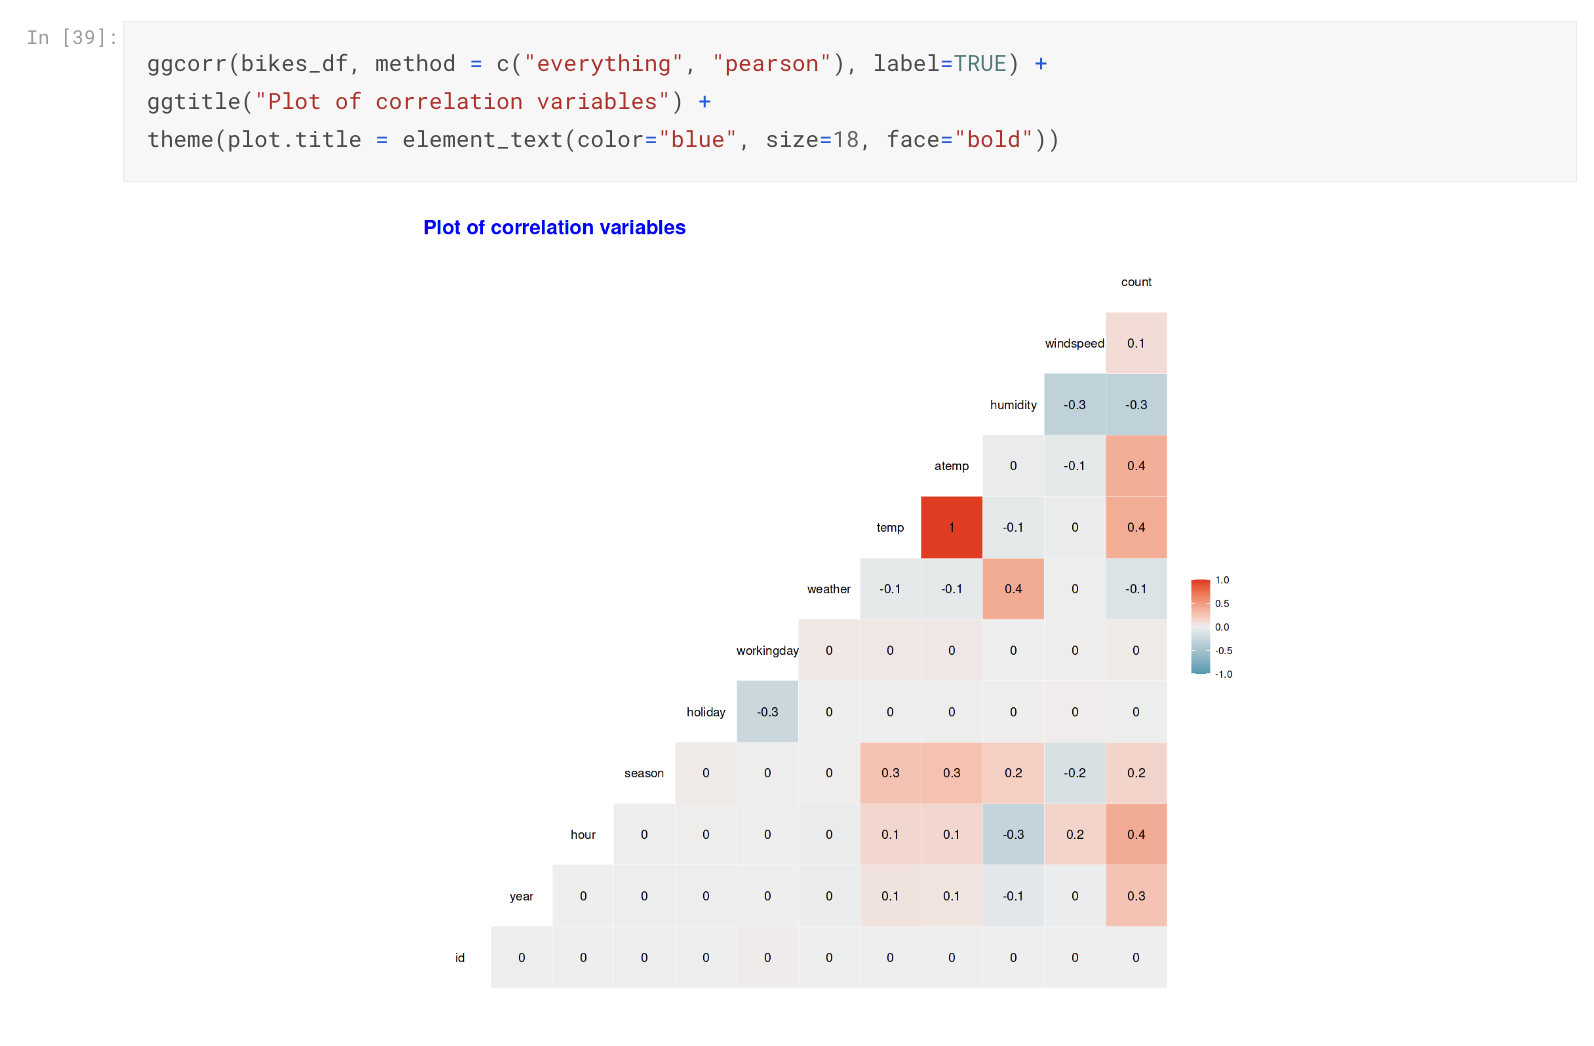 In [39]:
ggcorr(bikes_df, method = c("everything", "pearson"), label=TRUE) +
ggtitle("Plot of correlation variables") +
theme(plot.title = element_text(color="blue", size=18, face="bold"))
Plot of correlation variables
count
windspeed 0.1
humidity -0.3 -0.3
atemp 0 -0.1 0.4
temp 1 -0.1 0 0.4
weather -0.1 -0.1 0.4 0 -0.1
workingday 0 0 0 0 0 0
holiday -0.3 0 0 0 0 0 0
season 0 0 0 0.3 0.3 0.2 -0.2 0.2
hour 0 0 0 0 0.1 0.1 -0.3 0.2 0.4
year 0 0 0 0 0 0.1 0.1 -0.1 0 0.3
id 0 0 0 0 0 0 0 0 0 0 0
1.0
0.5
0.0
-0.5
-1.0